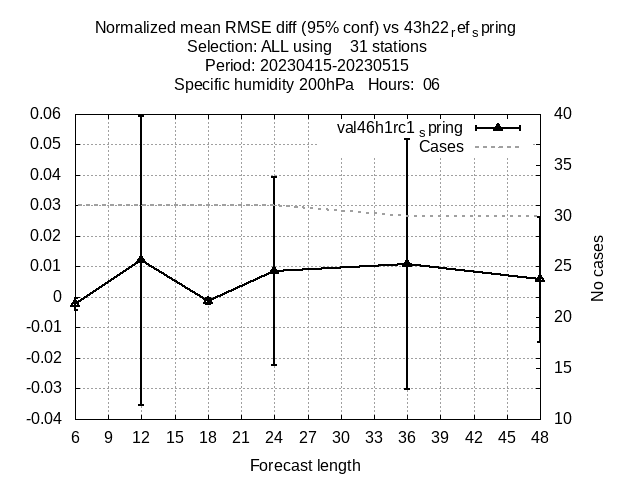 Normalized mean RMSE diff (95% conf) vs 43h22refspring
Selection: ALL using 31 stations
Period: 20230415-20230515
Specific humidity 200hPa Hours: 06
val46h1rc1spring
Cases
0.06
0.05
0.04
0.03
0.02
0.01
0
-0.01
-0.02
-0.03
-0.04
40
35
30
25
20
15
10
No cases
6 9 12 15 18 21 24 27 30 33 36 39 42 45 48
Forecast length